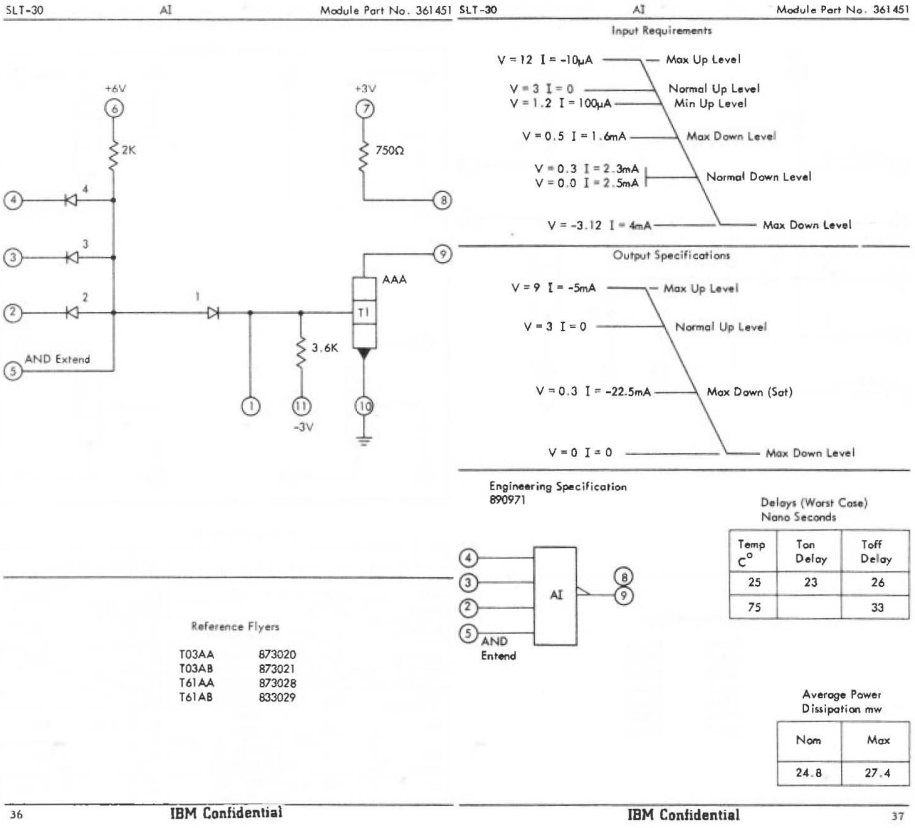 SLT-30 AI Module Part No. 361451
+6V
6
2K
+3V
7
750Ω
4
4
8
3
3
9
AAA
2
2
1
T1
3.6K
5
AND Extend
1
11
-3V
10
Reference Flyers
T03AA 873020
T03AB 873021
T61AA 873028
T61AB 833029
36 IBM Confidential
SLT-30 AI Module Part No. 361451
Input Requirements
V = 12 I = -10μA Max Up Level
V = 3 I = 0 Normal Up Level
V = 1.2 I = 100μA Min Up Level
V = 0.5 I = 1.6mA Max Down Level
V = 0.3 I = 2.3mA
V = 0.0 I = 2.5mA Normal Down Level
V = -3.12 I = 4mA Max Down Level
Output Specifications
V = 9 I = -5mA Max Up Level
V = 3 I = 0 Normal Up Level
V = 0.3 I = -22.5mA Max Down (Sat)
V = 0 I = 0 Max Down Level
Engineering Specification
890971
4
3
2
5
AND
Extend
AI
8
9
Delays (Worst Case)
Nano Seconds
Temp C° Ton Delay Toff Delay
25 23 26
75 33
Average Power
Dissipation mw
Nom Max
24.8 27.4
IBM Confidential 37